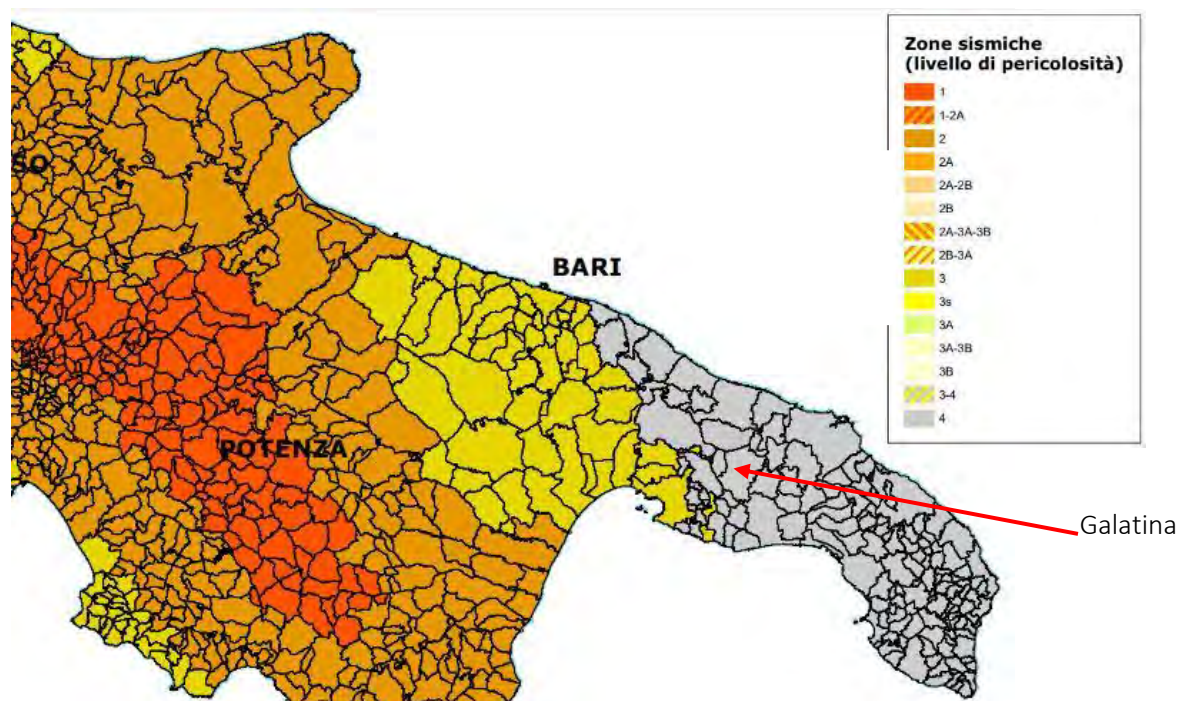 Zone sismiche
(livello di pericolosità)
1
1-2A
2
2A
2A-2B
2B
2A-3A-3B
2B-3A
3
3s
3A
3A-3B
3B
3-4
4
SO
BARI
POTENZA
Galatina